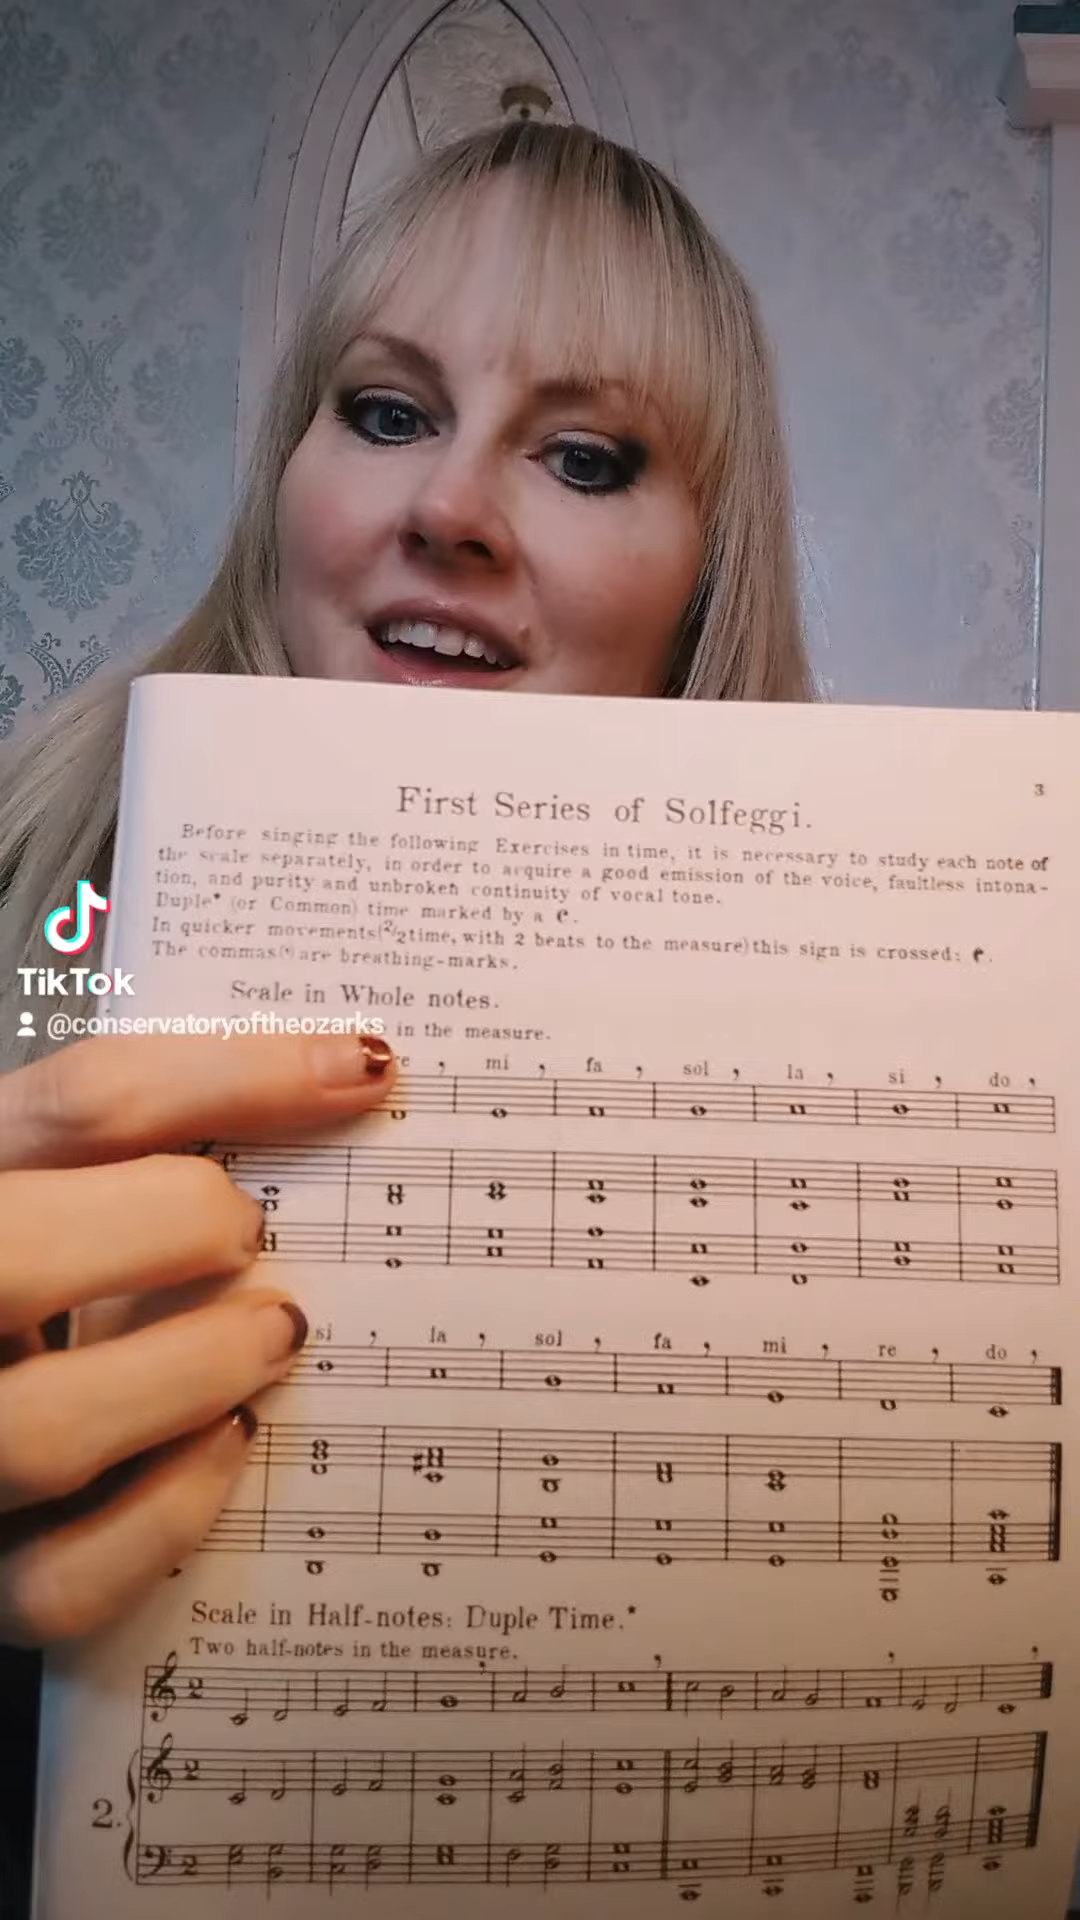 3
First Series of Solfeggi.
Before singing the following Exercises in time, it is necessary to study each note of
the scale separately, in order to acquire a good emission of the voice, faultless intona-
tion, and purity and unbroken continuity of vocal tone.
Duple* (or Common) time marked by a C.
In quicker movements (2/2 time, with 2 beats to the measure) this sign is crossed: ¢.
The commas (,) are breathing-marks.
TikTok
@conservatoryoftheozarks
Scale in Whole notes.
in the measure.
re , mi , fa , sol , la , si , do ,
si , la , sol , fa , mi , re , do ,
Scale in Half-notes: Duple Time.*
Two half-notes in the measure.
2
2
2.
2